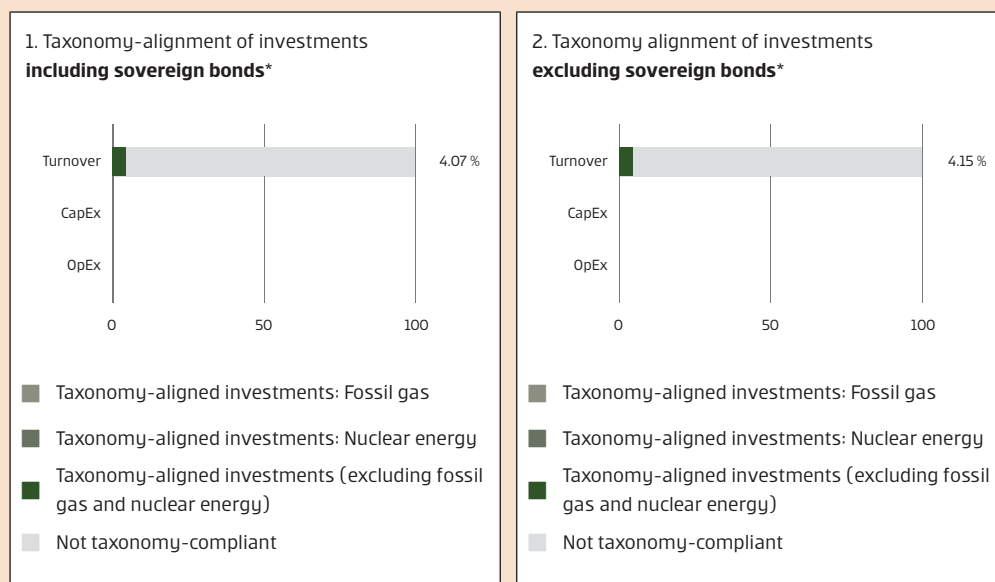 1. Taxonomy-alignment of investments
including sovereign bonds*
Turnover
4.07 %
CapEx
OpEx
0 50 100
Taxonomy-aligned investments: Fossil gas
Taxonomy-aligned investments: Nuclear energy
Taxonomy-aligned investments (excluding fossil
gas and nuclear energy)
Not taxonomy-compliant
2. Taxonomy alignment of investments
excluding sovereign bonds*
Turnover
4.15 %
CapEx
OpEx
0 50 100
Taxonomy-aligned investments: Fossil gas
Taxonomy-aligned investments: Nuclear energy
Taxonomy-aligned investments (excluding fossil
gas and nuclear energy)
Not taxonomy-compliant